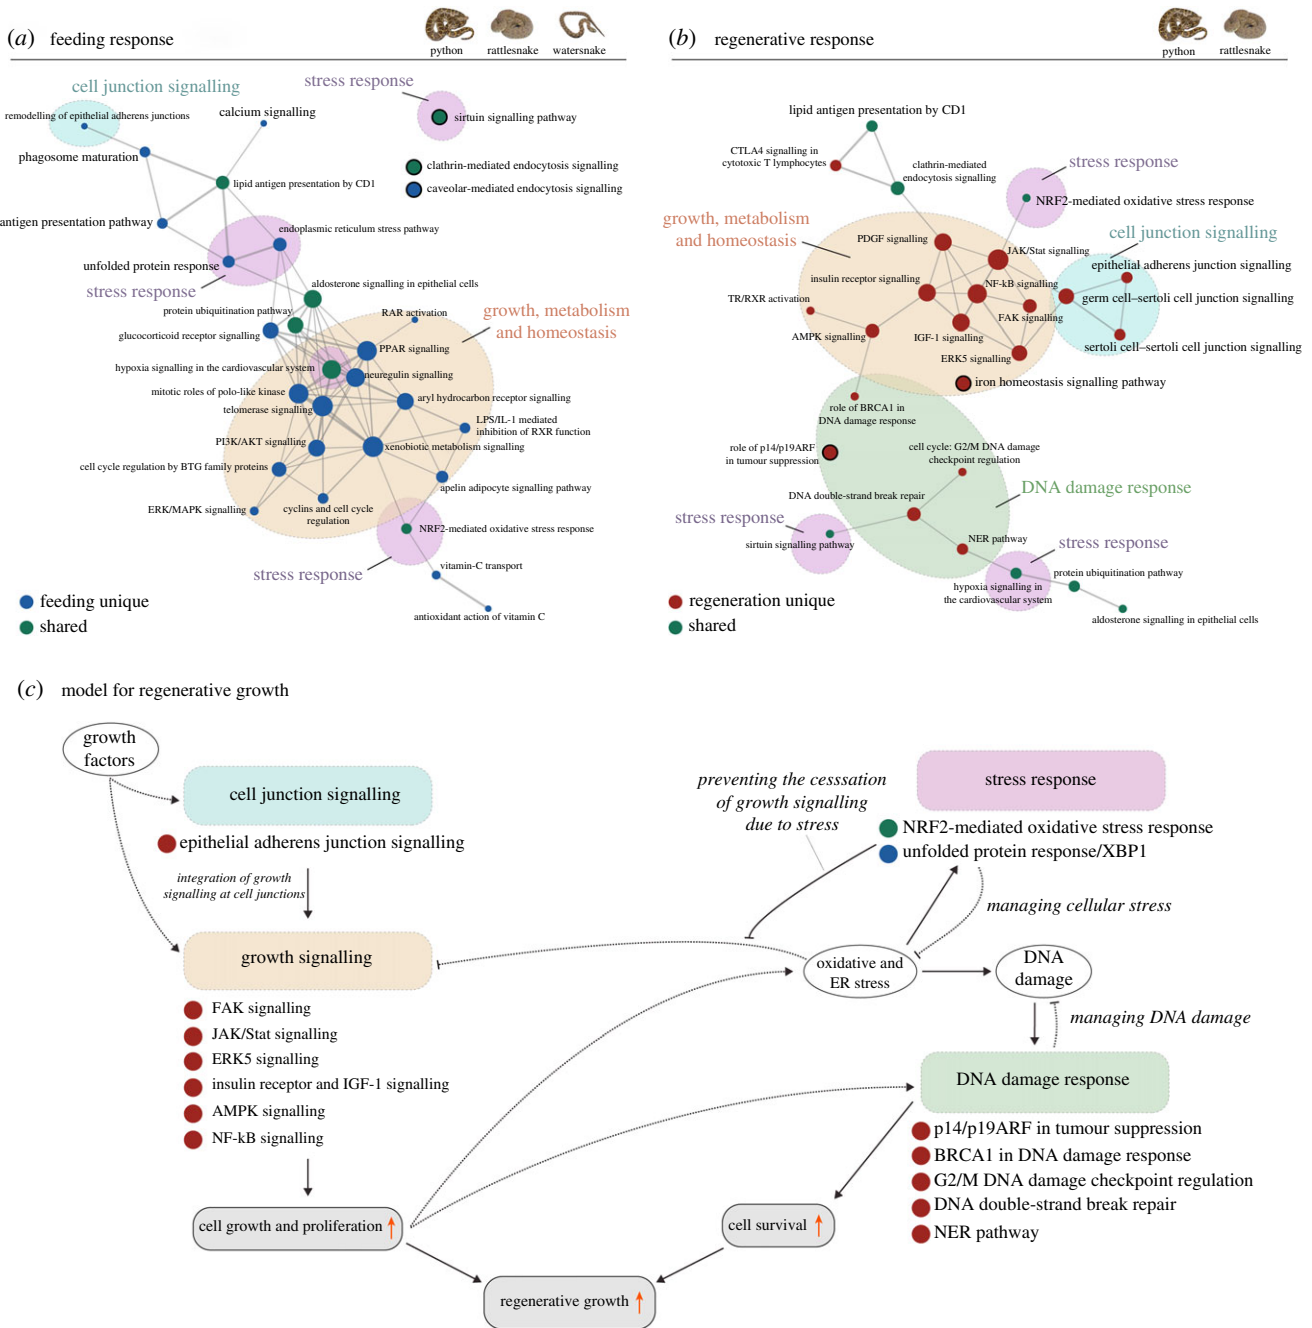 (a) feeding response
python
rattlesnake
watersnake
cell junction signalling
stress response
remodelling of epithelial adherens junctions
calcium signalling
sirtuin signalling pathway
phagosome maturation
clathrin-mediated endocytosis signalling
lipid antigen presentation by CD1
caveolar-mediated endocytosis signalling
antigen presentation pathway
endoplasmic reticulum stress pathway
unfolded protein response
stress response
aldosterone signalling in epithelial cells
protein ubiquitination pathway
RAR activation
growth, metabolism
and homeostasis
glucocorticoid receptor signalling
PPAR signalling
hypoxia signalling in the cardiovascular system
neuregulin signalling
mitotic roles of polo-like kinase
aryl hydrocarbon receptor signalling
telomerase signalling
LPS/IL-1 mediated
inhibition of RXR function
PI3K/AKT signalling
xenobiotic metabolism signalling
cell cycle regulation by BTG family proteins
apelin adipocyte signalling pathway
ERK/MAPK signalling
cyclins and cell cycle
regulation
NRF2-mediated oxidative stress response
stress response
vitamin-C transport
antioxidant action of vitamin C
feeding unique
shared
(b) regenerative response
python
rattlesnake
lipid antigen presentation by CD1
CTLA4 signalling in
cytotoxic T lymphocytes
clathrin-mediated
endocytosis signalling
stress response
NRF2-mediated oxidative stress response
growth, metabolism
and homeostasis
PDGF signalling
cell junction signalling
JAK/Stat signalling
epithelial adherens junction signalling
insulin receptor signalling
NF-kB signalling
germ cell–sertoli cell junction signalling
TR/RXR activation
FAK signalling
AMPK signalling
IGF-1 signalling
sertoli cell–sertoli cell junction signalling
ERK5 signalling
iron homeostasis signalling pathway
role of BRCA1 in
DNA damage response
role of p14/p19ARF
in tumour suppression
cell cycle: G2/M DNA damage
checkpoint regulation
DNA double-strand break repair
DNA damage response
stress response
sirtuin signalling pathway
NER pathway
stress response
hypoxia signalling in
the cardiovascular system
protein ubiquitination pathway
aldosterone signalling in epithelial cells
regeneration unique
shared
(c) model for regenerative growth
growth
factors
cell junction signalling
epithelial adherens junction signalling
integration of growth
signalling at cell junctions
growth signalling
FAK signalling
JAK/Stat signalling
ERK5 signalling
insulin receptor and IGF-1 signalling
AMPK signalling
NF-kB signalling
cell growth and proliferation
preventing the cesssation
of growth signalling
due to stress
stress response
NRF2-mediated oxidative stress response
unfolded protein response/XBP1
managing cellular stress
oxidative and
ER stress
DNA
damage
managing DNA damage
DNA damage response
p14/p19ARF in tumour suppression
BRCA1 in DNA damage response
G2/M DNA damage checkpoint regulation
DNA double-strand break repair
NER pathway
cell survival
regenerative growth